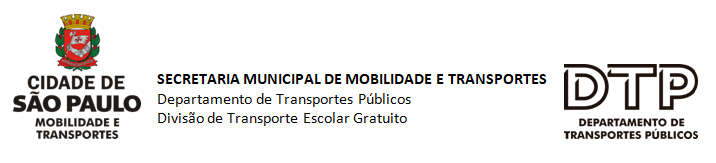 CIDADE DE
SÃO PAULO
MOBILIDADE E
TRANSPORTES
SECRETARIA MUNICIPAL DE MOBILIDADE E TRANSPORTES
Departamento de Transportes Públicos
Divisão de Transporte Escolar Gratuito
DTP
DEPARTAMENTO DE
TRANSPORTES PÚBLICOS